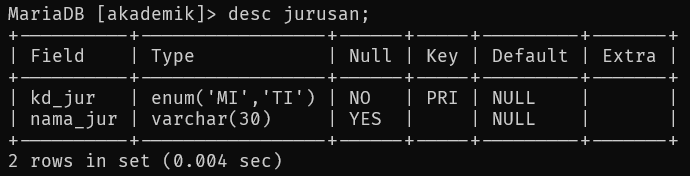 MariaDB [akademik]> desc jurusan;
+----------+-----------------+------+-----+---------+-------+
| Field    | Type            | Null | Key | Default | Extra |
+----------+-----------------+------+-----+---------+-------+
| kd_jur   | enum('MI','TI') | NO   | PRI | NULL    |       |
| nama_jur | varchar(30)     | YES  |     | NULL    |       |
+----------+-----------------+------+-----+---------+-------+
2 rows in set (0.004 sec)